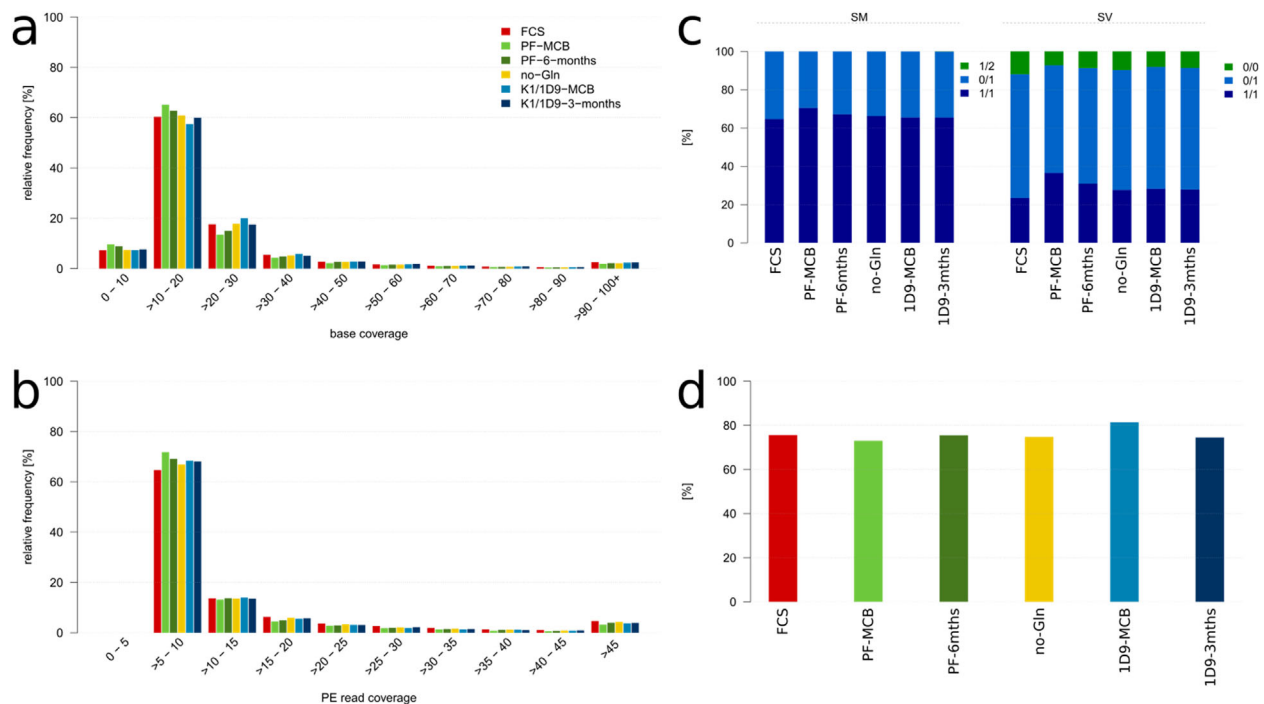 a
100
80
60
40
20
0
relative frequency [%]
FCS
PF−MCB
PF−6−months
no−Gln
K1/1D9−MCB
K1/1D9−3−months
0 − 10
>10 − 20
>20 − 30
>30 − 40
>40 − 50
>50 − 60
>60 − 70
>70 − 80
>80 − 90
>90 − 100+
base coverage
b
100
80
60
40
20
0
relative frequency [%]
0 − 5
>5 − 10
>10 − 15
>15 − 20
>20 − 25
>25 − 30
>30 − 35
>35 − 40
>40 − 45
>45
PE read coverage
c
SM
SV
100
80
60
40
20
0
[%]
1/2
0/1
1/1
FCS
PF-MCB
PF-6mths
no-Gln
1D9-MCB
1D9-3mths
100
80
60
40
20
0
0/0
0/1
1/1
FCS
PF-MCB
PF-6mths
no-Gln
1D9-MCB
1D9-3mths
d
100
80
60
40
20
0
[%]
FCS
PF-MCB
PF-6mths
no-Gln
1D9-MCB
1D9-3mths